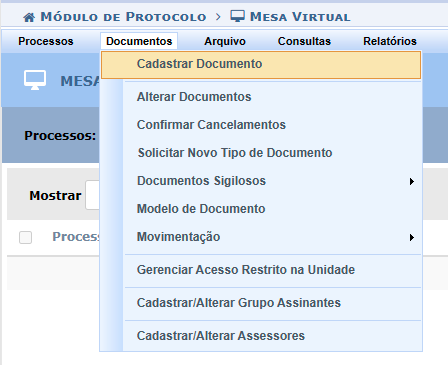 Módulo de Protocolo > Mesa Virtual
Processos Documentos Arquivo Consultas Relatórios
Cadastrar Documento
MESA
Alterar Documentos
Confirmar Cancelamentos
Processos:
Solicitar Novo Tipo de Documento
Documentos Sigilosos
Mostrar
Modelo de Documento
Movimentação
Gerenciar Acesso Restrito na Unidade
Cadastrar/Alterar Grupo Assinantes
Cadastrar/Alterar Assessores